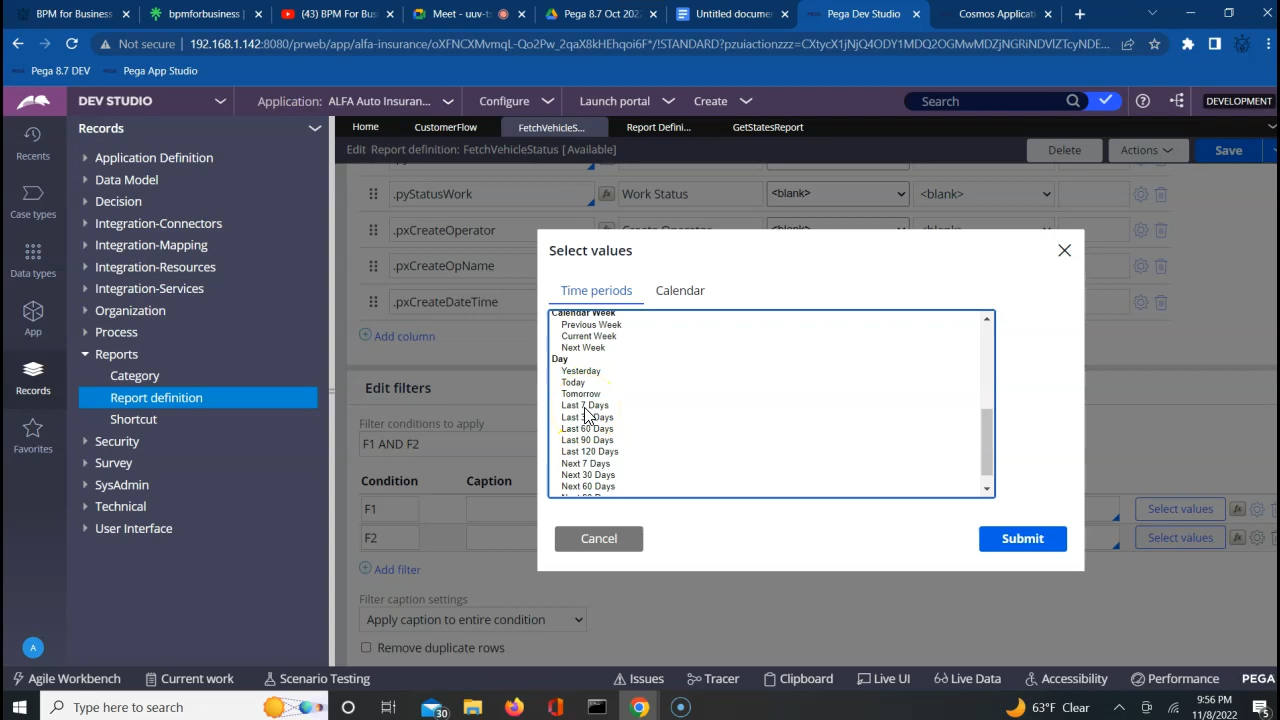 BPM for Business
bpmforbusiness
(43) BPM For Bus
Meet - uuv-t
Pega 8.7 Oct 202
Untitled docume
Pega Dev Studio
Cosmos Applicati
Not secure | 192.168.1.142:8080/prweb/app/alfa-insurance/oXFNCXMvmqL-Qo2Pw_2qaX8kHEhqoi6F*/!STANDARD?pzuiactionzzz=CXtycX1jNjQ4ODY1MDQ2OGMwMDZjNGRiNDVlZTcyNDE...
Pega 8.7 DEV
Pega App Studio
DEV STUDIO
Application: ALFA Auto Insuran...
Configure
Launch portal
Create
Search
DEVELOPMENT
Recents
Case types
Data types
App
Records
Favorites
A
Records
Application Definition
Data Model
Decision
Integration-Connectors
Integration-Mapping
Integration-Resources
Integration-Services
Organization
Process
Reports
Category
Report definition
Shortcut
Security
Survey
SysAdmin
Technical
User Interface
Home
CustomerFlow
FetchVehicleS...
Report Defini...
GetStatesReport
Edit Report definition: FetchVehicleStatus [Available]
Delete
Actions
Save
.pyStatusWork
Work Status
<blank>
<blank>
.pxCreateOperator
Create Operator
<blank>
<blank>
.pxCreateOpName
.pxCreateDateTime
Add column
Edit filters
Filter conditions to apply
F1 AND F2
Condition
Caption
F1
Select values
F2
Select values
Add filter
Filter caption settings
Apply caption to entire condition
Remove duplicate rows
Select values
Time periods
Calendar
Calendar Week
Previous Week
Current Week
Next Week
Day
Yesterday
Today
Tomorrow
Last 7 Days
Last Days
Last 60 Days
Last 90 Days
Last 120 Days
Next 7 Days
Next 30 Days
Next 60 Days
Cancel
Submit
Agile Workbench
Current work
Scenario Testing
Issues
Tracer
Clipboard
Live UI
Live Data
Accessibility
Performance
PEGA
Type here to search
30
63°F Clear
9:56 PM
11/8/2022
5